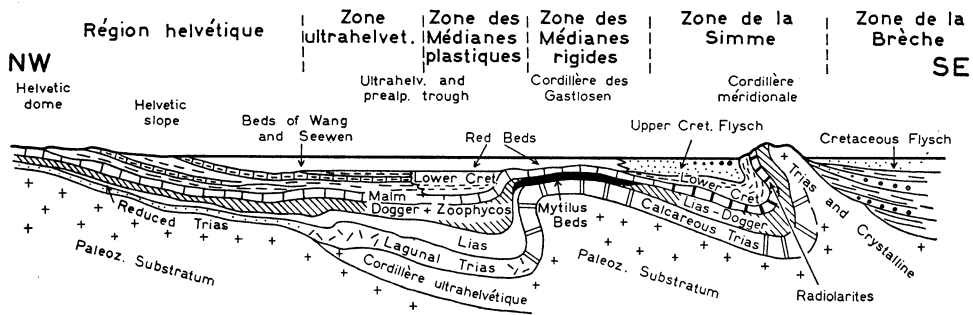 Région helvétique
Zone ultrahelvet.
Zone des Médianes plastiques
Zone des Médianes rigides
Zone de la Simme
Zone de la Brèche
NW
SE
Helvetic dome
Helvetic slope
Ultrahelv. and prealp. trough
Cordillère des Gastlosen
Cordillère méridionale
Beds of Wang and Seewen
Red Beds
Upper Cret. Flysch
Cretaceous Flysch
Lower Cret.
Lower Cret.
Malm
Dogger + Zoophycos
Mytilus Beds
Lias - Dogger
Calcareous Trias
Trias and Crystalline
Reduced Trias
Lias
Lagunal Trias
Cordillère ultrahelvétique
Paleoz. Substratum
Paleoz. Substratum
Radiolarites